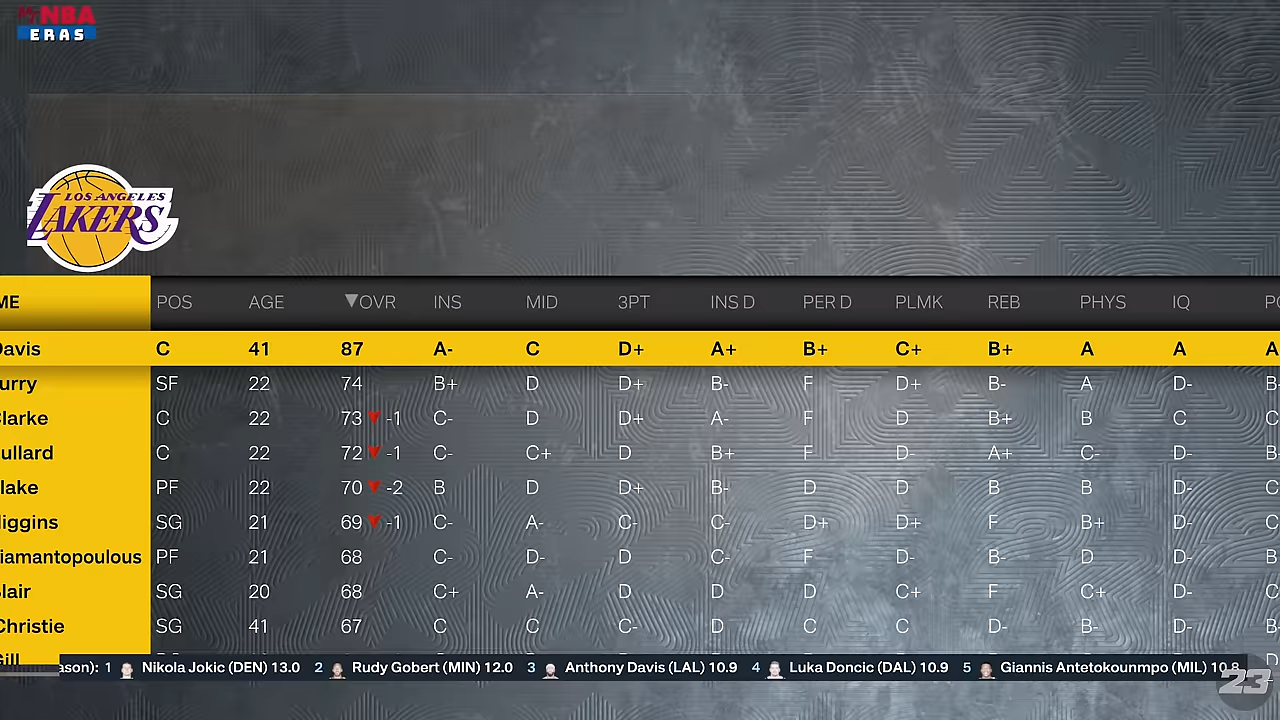 MyNBA
ERAS
LOS ANGELES
LAKERS
ME POS AGE ▼OVR INS MID 3PT INS D PER D PLMK REB PHYS IQ PO
Davis C 41 87 A- C D+ A+ B+ C+ B+ A A A
urry SF 22 74 B+ D D+ B- F D+ B- A D- B-
larke C 22 73 -1 C- D D+ A- F D B+ B C C
ullard C 22 72 -1 C- C+ D B+ F D- A+ C- D- B-
lake PF 22 70 -2 B D D+ B- D D B B D- C
iggins SG 21 69 -1 C- A- C- C- D+ D+ F B+ D- C
iamantopoulous PF 21 68 C- D- D C- F D- B- D D- B-
lair SG 20 68 C+ A- D D D C+ F C+ D- C
Christie SG 41 67 C C C- D C C D- B- D- B-
Gill
ason): 1 Nikola Jokic (DEN) 13.0 2 Rudy Gobert (MIN) 12.0 3 Anthony Davis (LAL) 10.9 4 Luka Doncic (DAL) 10.9 5 Giannis Antetokounmpo (MIL) 10.8
23